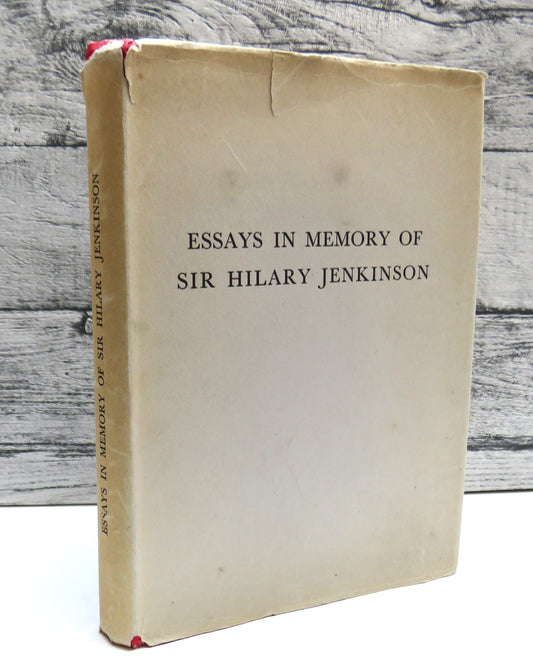 ESSAYS IN MEMORY OF
SIR HILARY JENKINSON
ESSAYS IN MEMORY OF SIR HILARY JENKINSON